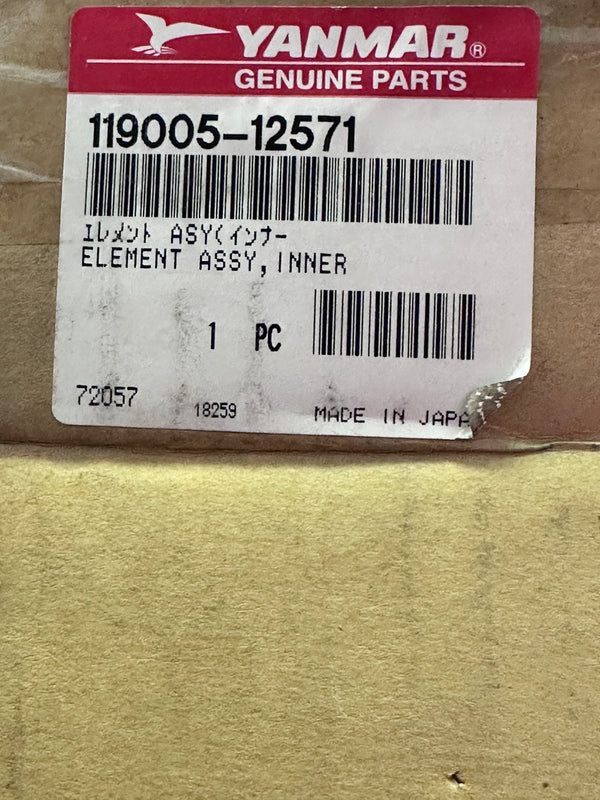 YANMAR®
GENUINE PARTS
119005-12571
ｴﾚﾒﾝﾄ ASY(ｲﾝﾅｰ
ELEMENT ASSY,INNER
1 PC
72057
18259
MADE IN JAPA